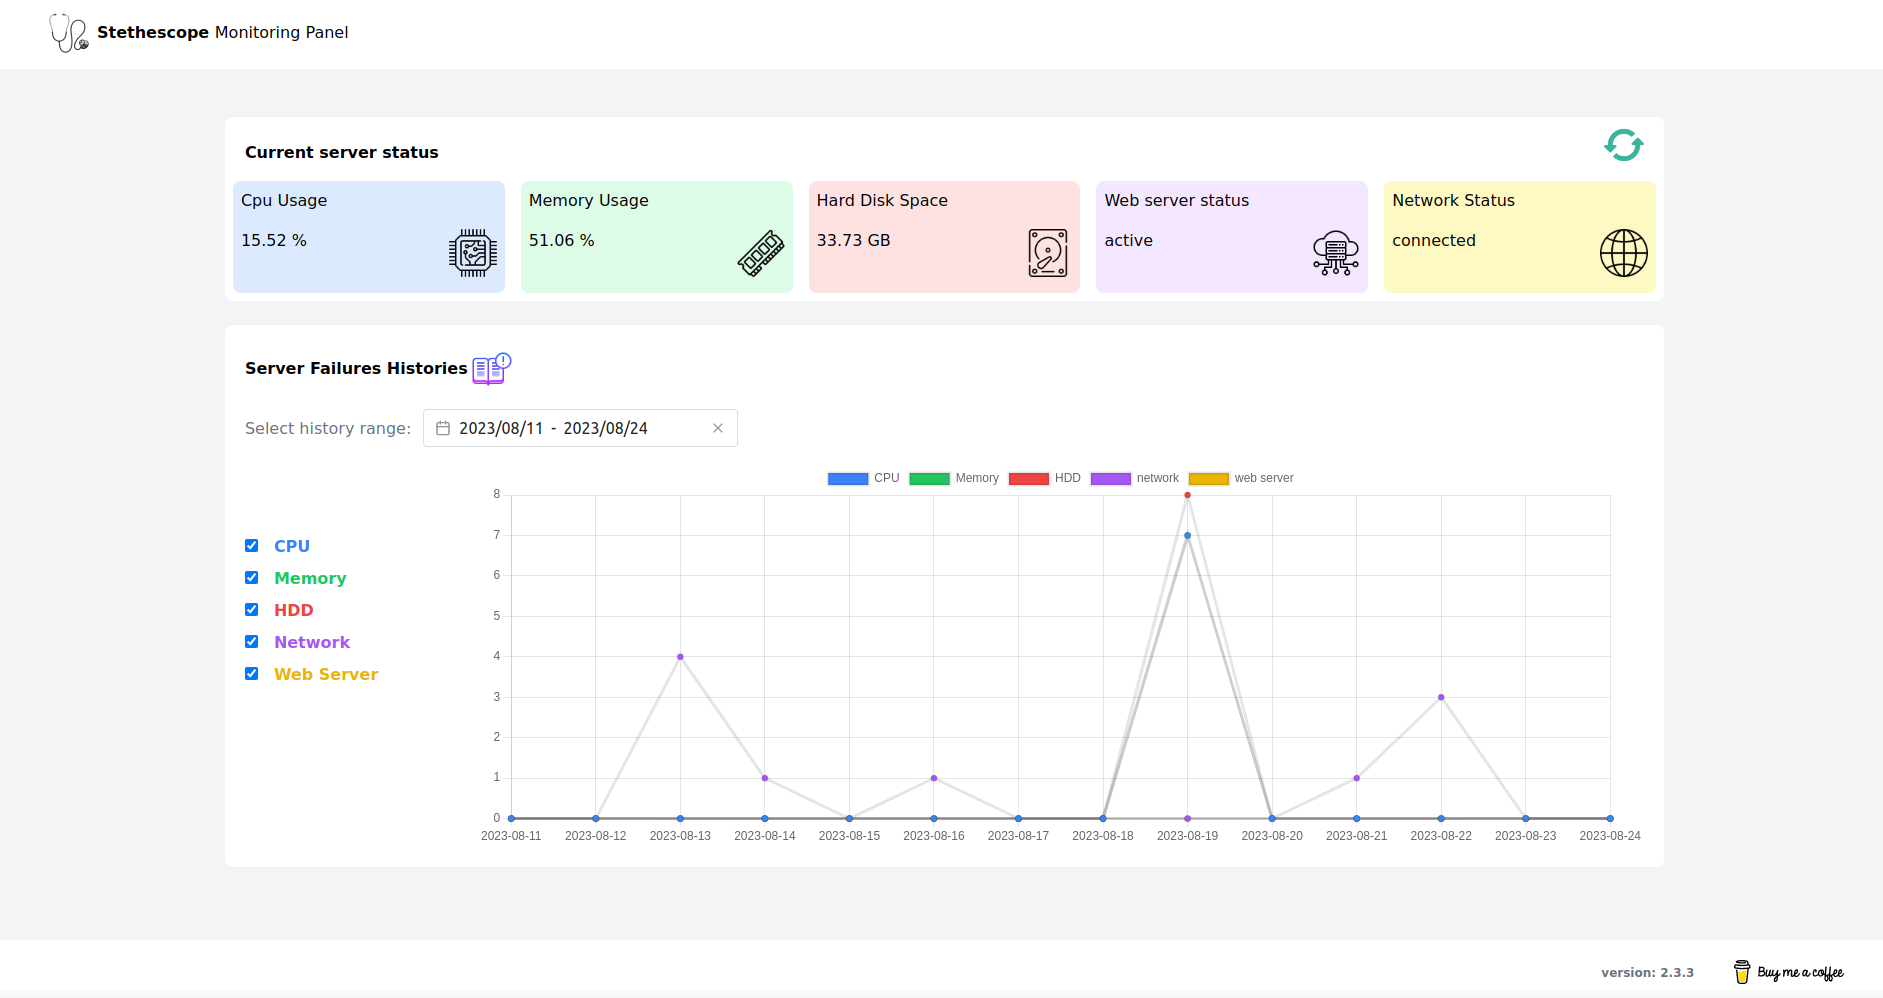 Stethescope Monitoring Panel
Current server status
Cpu Usage
15.52 %
Memory Usage
51.06 %
Hard Disk Space
33.73 GB
Web server status
active
Network Status
connected
Server Failures Histories
Select history range: 2023/08/11 - 2023/08/24
CPU
Memory
HDD
Network
Web Server
CPU Memory HDD network web server
8
7
6
5
4
3
2
1
0
2023-08-11 2023-08-12 2023-08-13 2023-08-14 2023-08-15 2023-08-16 2023-08-17 2023-08-18 2023-08-19 2023-08-20 2023-08-21 2023-08-22 2023-08-23 2023-08-24
version: 2.3.3
Buy me a coffee